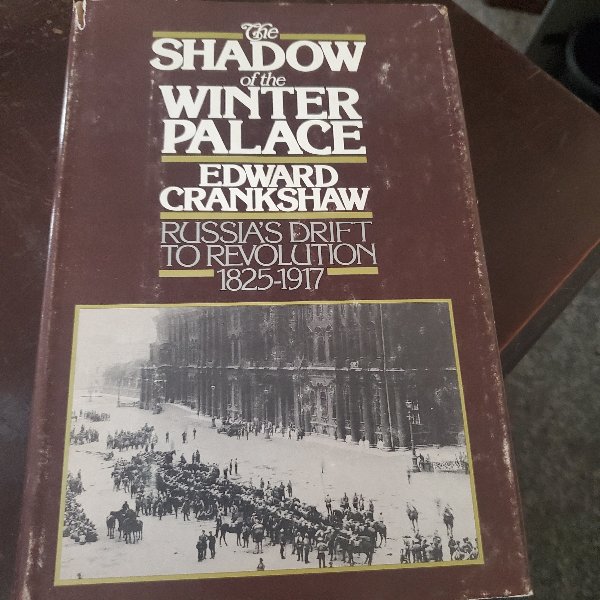 The
SHADOW
of the
WINTER
PALACE
EDWARD
CRANKSHAW
RUSSIA'S DRIFT
TO REVOLUTION
1825-1917